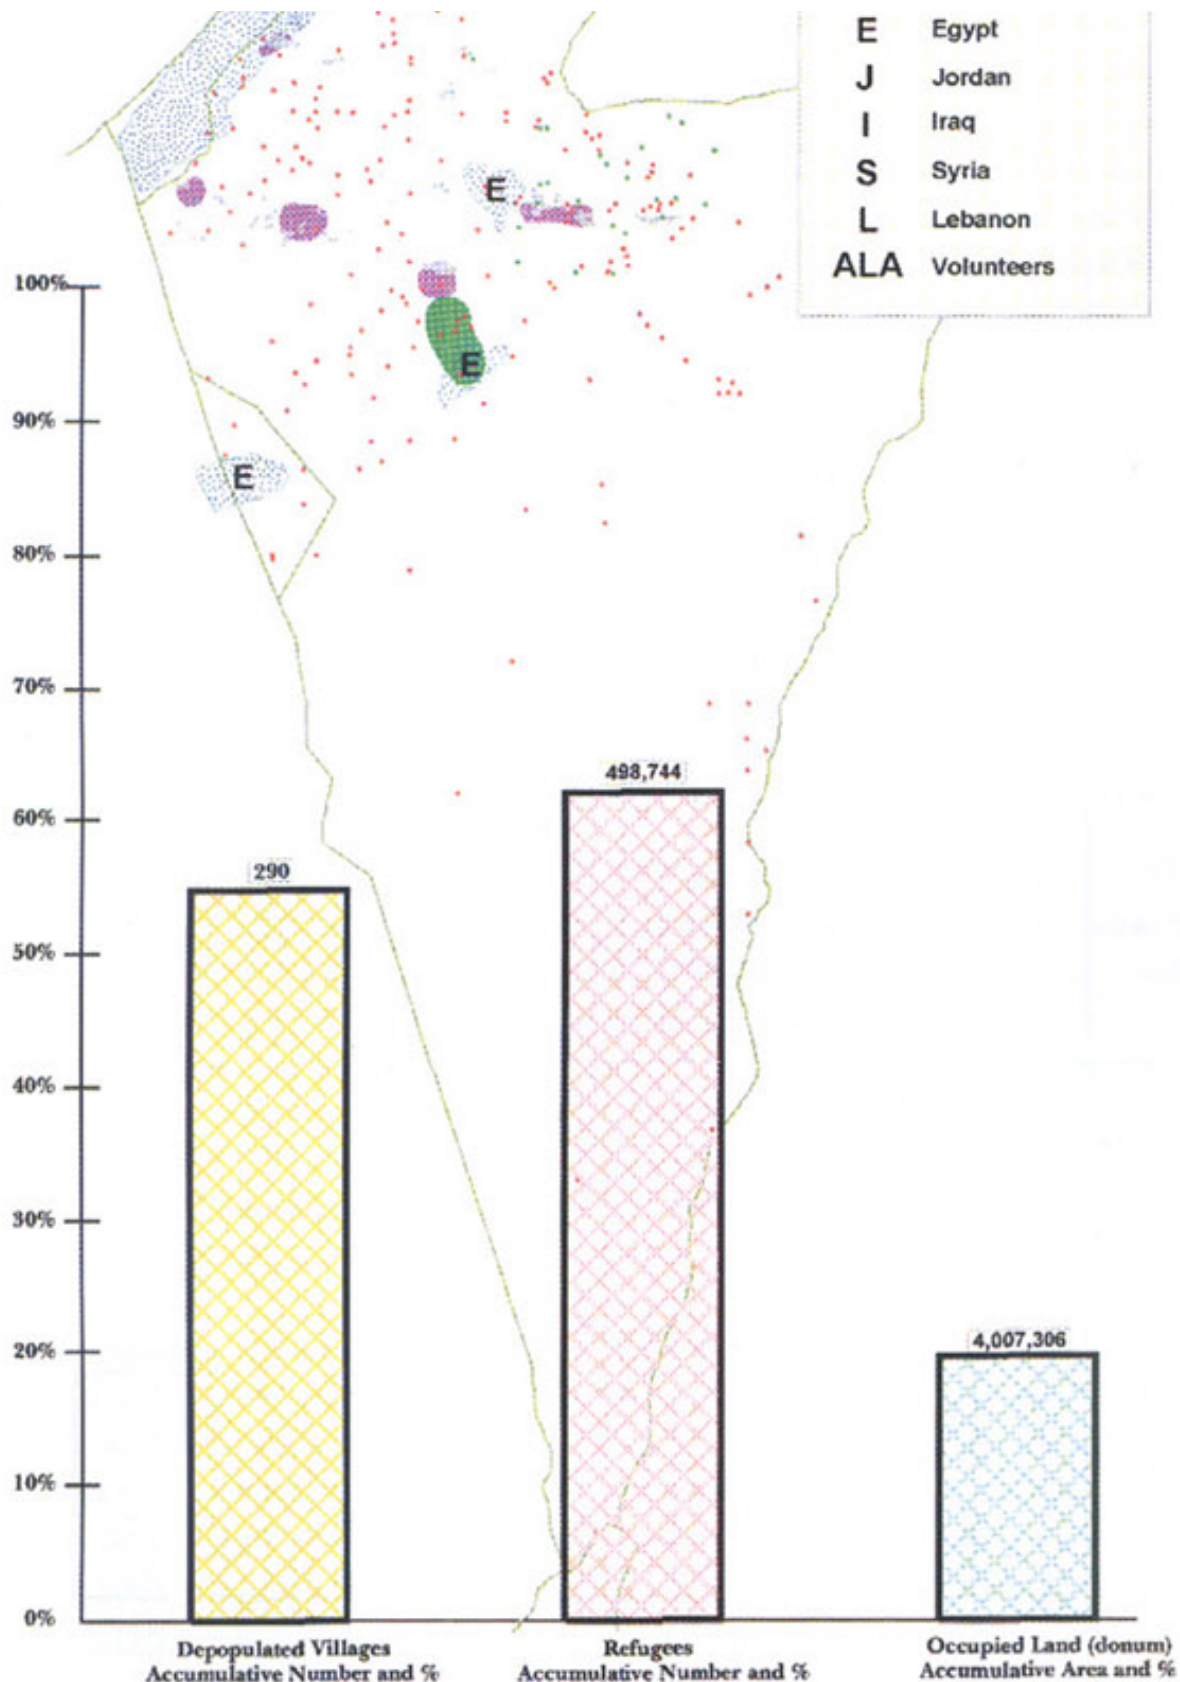 E Egypt
J Jordan
I Iraq
S Syria
L Lebanon
ALA Volunteers
E
E
E
100%
90%
80%
70%
60%
50%
40%
30%
20%
10%
0%
290
498,744
4,007,306
Depopulated Villages
Accumulative Number and %
Refugees
Accumulative Number and %
Occupied Land (donum)
Accumulative Area and %